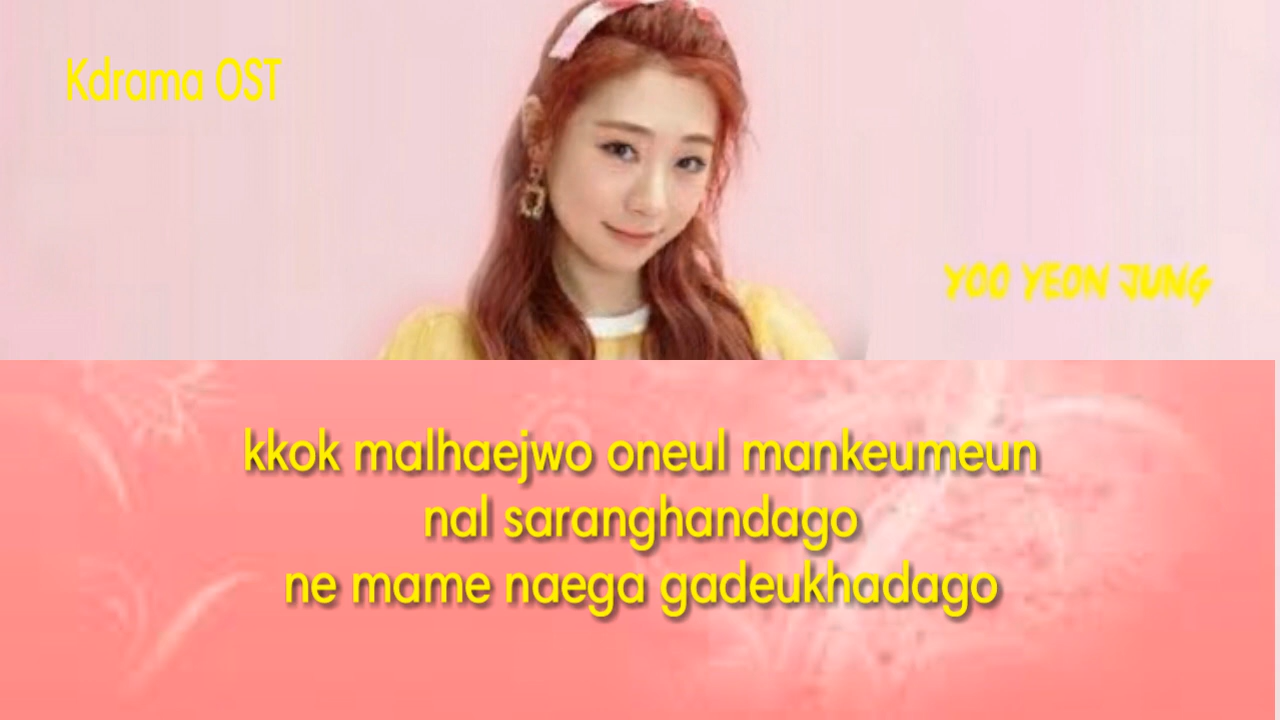 Kdrama OST
YOO YEON JUNG
kkok malhaejwo oneul mankeumeun
nal saranghandago
ne mame naega gadeukhadago